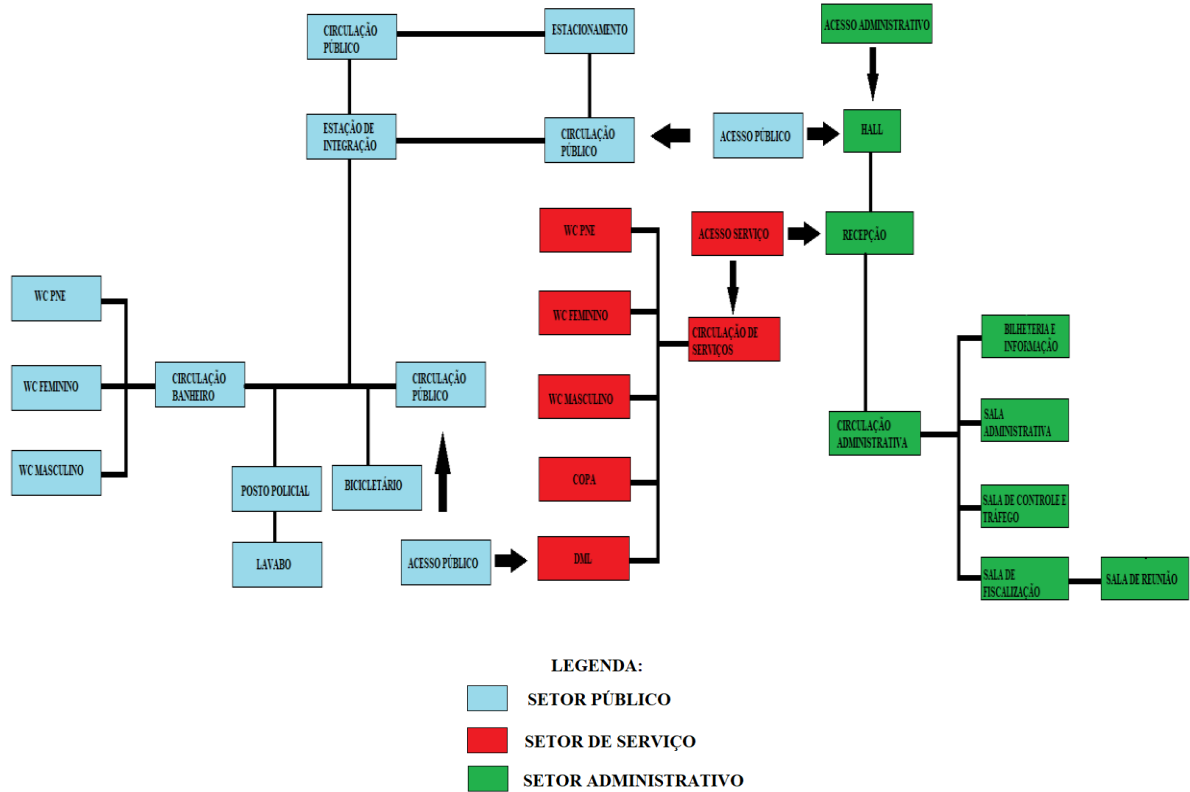 CIRCULAÇÃO
PÚBLICO
ESTACIONAMENTO
ACESSO ADMINISTRATIVO
ESTAÇÃO DE
INTEGRAÇÃO
CIRCULAÇÃO
PÚBLICO
ACESSO PÚBLICO
HALL
WC PNE
ACESSO SERVIÇO
RECEPÇÃO
WC PNE
WC FEMININO
CIRCULAÇÃO DE
SERVIÇOS
BILHETERIA E
INFORMAÇÃO
WC FEMININO
CIRCULAÇÃO
BANHEIRO
CIRCULAÇÃO
PÚBLICO
WC MASCULINO
CIRCULAÇÃO
ADMINISTRATIVA
SALA
ADMINISTRATIVA
WC MASCULINO
POSTO POLICIAL
BICICLETÁRIO
COPA
SALA DE CONTROLE E
TRÁFEGO
LAVABO
ACESSO PÚBLICO
DML
SALA DE
FISCALIZAÇÃO
SALA DE REUNIÃO
LEGENDA:
SETOR PÚBLICO
SETOR DE SERVIÇO
SETOR ADMINISTRATIVO